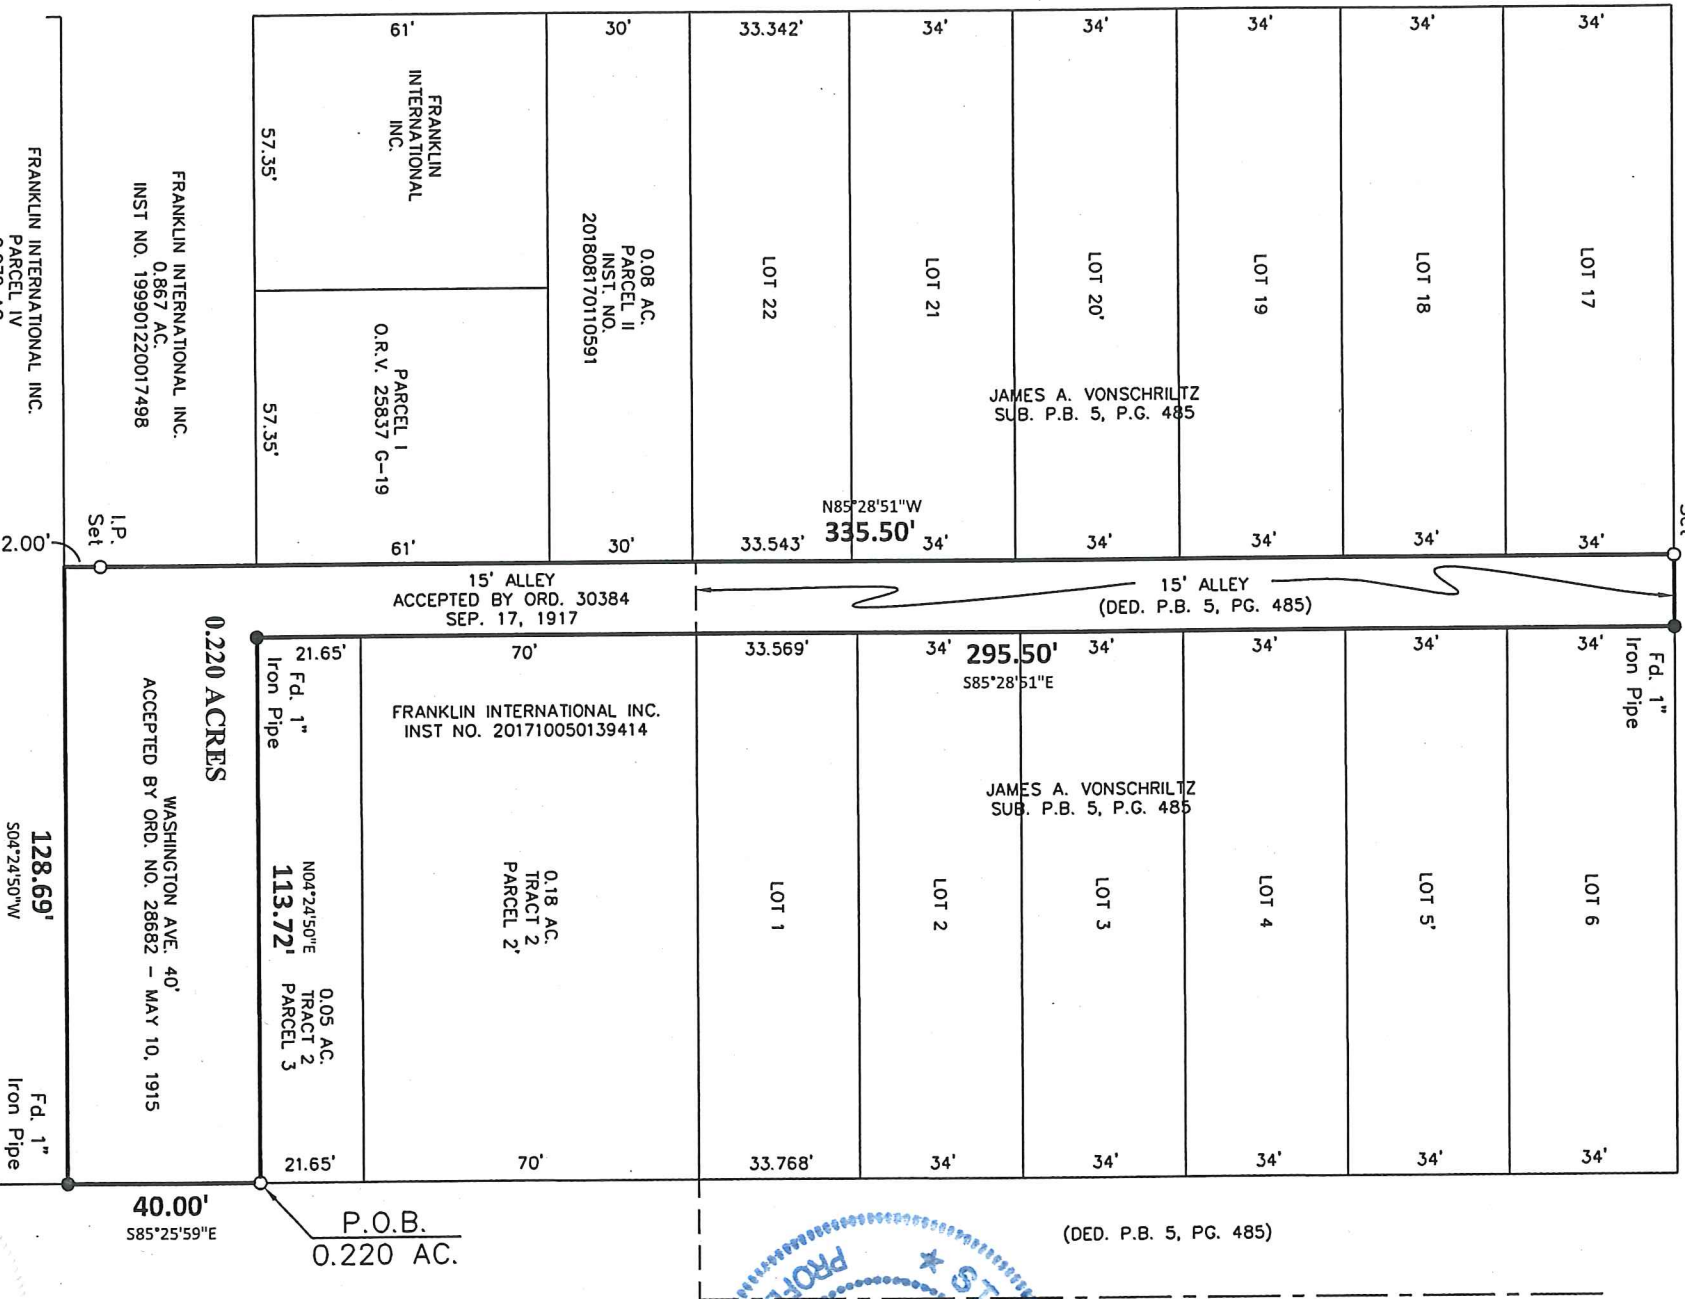 61'
30'
33.342'
34'
34'
34'
34'
34'
FRANKLIN
INTERNATIONAL
INC.
57.35'
FRANKLIN INTERNATIONAL INC.
0.867 AC.
INST NO. 199901220017498
FRANKLIN INTERNATIONAL INC.
PARCEL IV
0.08 AC.
PARCEL II
INST. NO.
201808170110591
LOT 22
LOT 21
LOT 20'
LOT 19
LOT 18
LOT 17
PARCEL I
O.R.V. 25837 G-19
57.35'
JAMES A. VONSCHRILTZ
SUB. P.B. 5, P.G. 485
N85°28'51"W
335.50'
I.P.
Set
2.00'
61'
30'
33.543'
34'
34'
34'
34'
34'
15' ALLEY
ACCEPTED BY ORD. 30384
SEP. 17, 1917
15' ALLEY
(DED. P.B. 5, PG. 485)
0.220 ACRES
21.65'
70'
33.569'
34'
295.50'
S85°28'51"E
34'
34'
34'
34'
Fd. 1"
Iron Pipe
Fd. 1"
Iron Pipe
FRANKLIN INTERNATIONAL INC.
INST NO. 201710050139414
JAMES A. VONSCHRILTZ
SUB. P.B. 5, P.G. 485
WASHINGTON AVE. 40'
ACCEPTED BY ORD. NO. 28682 - MAY 10, 1915
128.69'
S04°24'50"W
N04°24'50"E
113.72'
0.05 AC.
TRACT 2
PARCEL 3
0.18 AC.
TRACT 2
PARCEL 2'
LOT 1
LOT 2
LOT 3
LOT 4
LOT 5'
LOT 6
Fd. 1"
Iron Pipe
21.65'
70'
33.768'
34'
34'
34'
34'
34'
40.00'
S85°25'59"E
P.O.B.
0.220 AC.
(DED. P.B. 5, PG. 485)